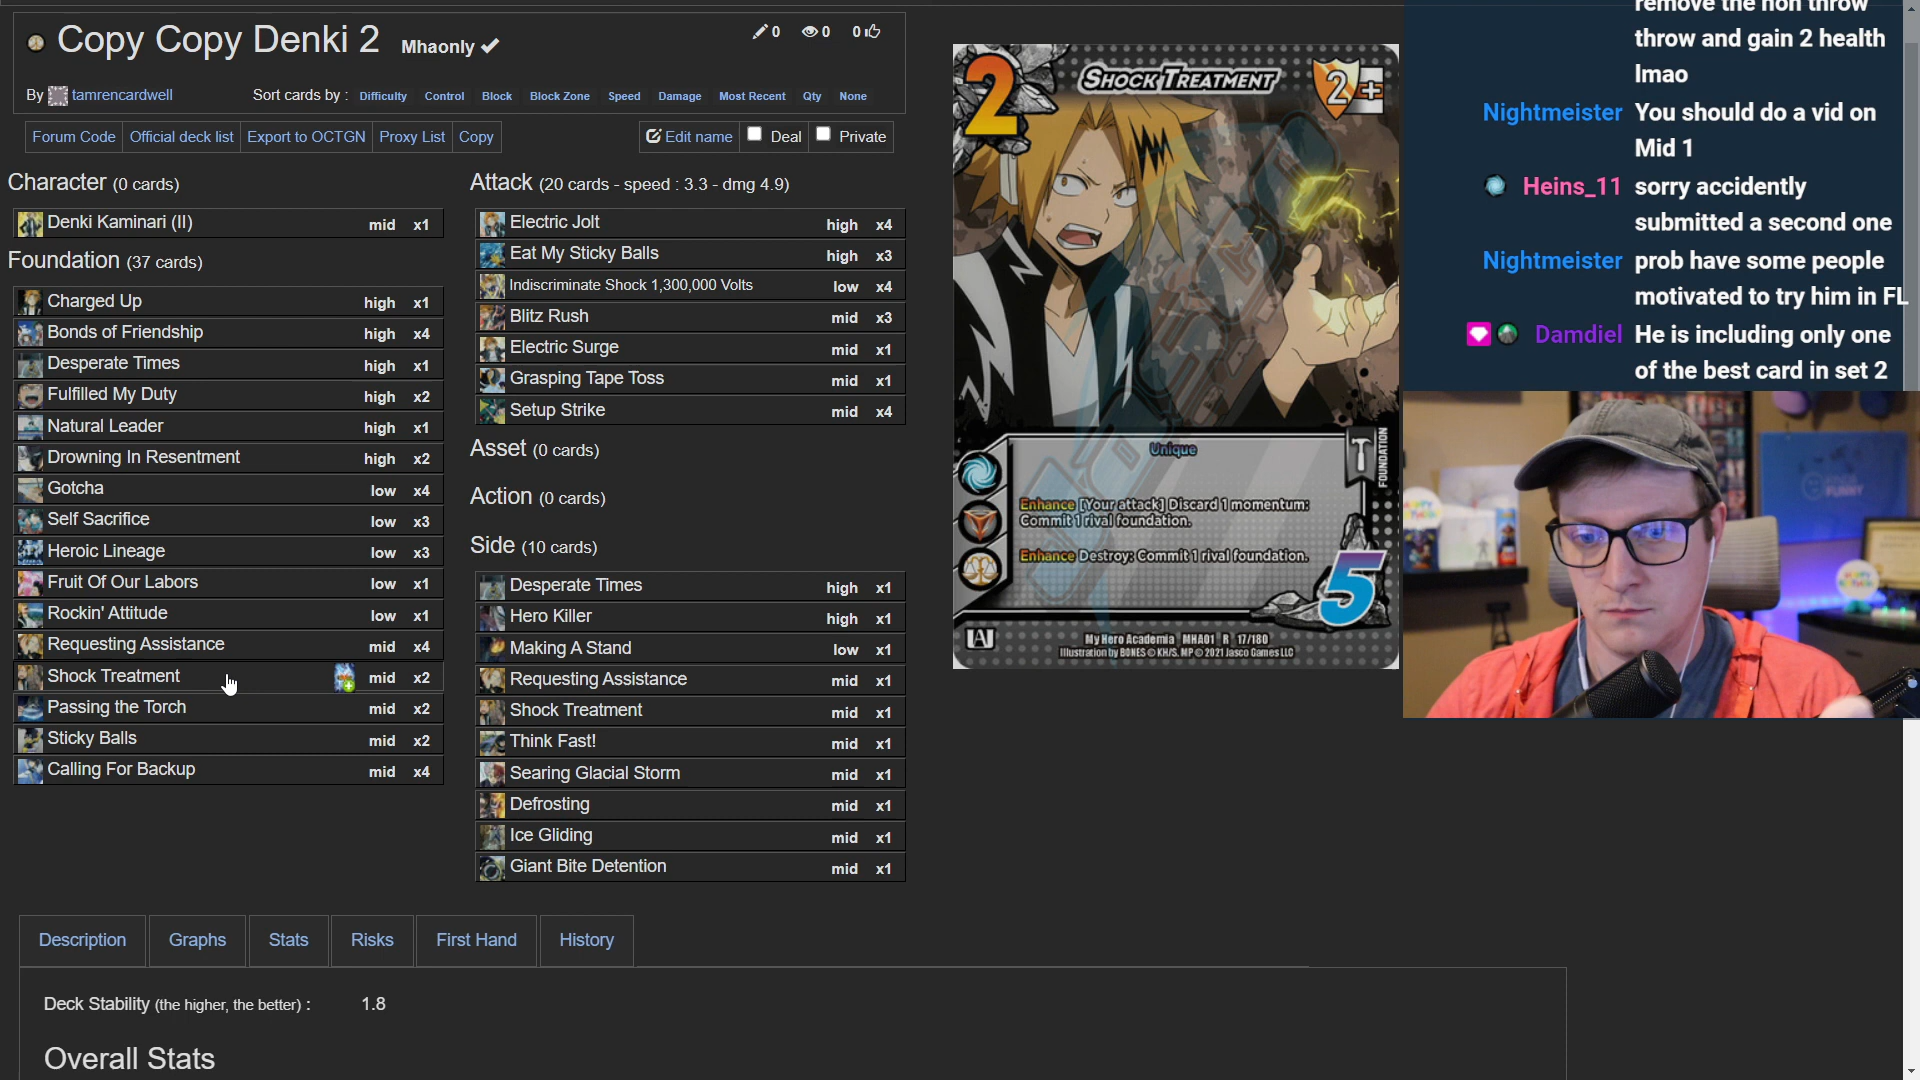 Copy Copy Denki 2 Mhaonly
0 0 0
By tamrencardwell
Sort cards by : Difficulty Control Block Block Zone Speed Damage Most Recent Qty None
Forum Code Official deck list Export to OCTGN Proxy List Copy
Edit name Deal Private
Character (0 cards)
Denki Kaminari (II) mid x1
Foundation (37 cards)
Charged Up high x1
Bonds of Friendship high x4
Desperate Times high x1
Fulfilled My Duty high x2
Natural Leader high x1
Drowning In Resentment high x2
Gotcha low x4
Self Sacrifice low x3
Heroic Lineage low x3
Fruit Of Our Labors low x1
Rockin' Attitude low x1
Requesting Assistance mid x4
Shock Treatment mid x2
Passing the Torch mid x2
Sticky Balls mid x2
Calling For Backup mid x4
Attack (20 cards - speed : 3.3 - dmg 4.9)
Electric Jolt high x4
Eat My Sticky Balls high x3
Indiscriminate Shock 1,300,000 Volts low x4
Blitz Rush mid x3
Electric Surge mid x1
Grasping Tape Toss mid x1
Setup Strike mid x4
Asset (0 cards)
Action (0 cards)
Side (10 cards)
Desperate Times high x1
Hero Killer high x1
Making A Stand low x1
Requesting Assistance mid x1
Shock Treatment mid x1
Think Fast! mid x1
Searing Glacial Storm mid x1
Defrosting mid x1
Ice Gliding mid x1
Giant Bite Detention mid x1
2 SHOCK TREATMENT 2+
FOUNDATION
Unique
Enhance [Your attack] Discard 1 momentum:
Commit 1 rival foundation.
Enhance Destroy: Commit 1 rival foundation.
5
My Hero Academia MHA01 R 17/180
Illustration by BONES © KH/S, MP © 2021 Jasco Games LLC
remove the non throw
throw and gain 2 health
lmao
Nightmeister You should do a vid on
Mid 1
Heins_11 sorry accidently
submitted a second one
Nightmeister prob have some people
motivated to try him in FL
Damdiel He is including only one
of the best card in set 2
Description Graphs Stats Risks First Hand History
Deck Stability (the higher, the better) : 1.8
Overall Stats